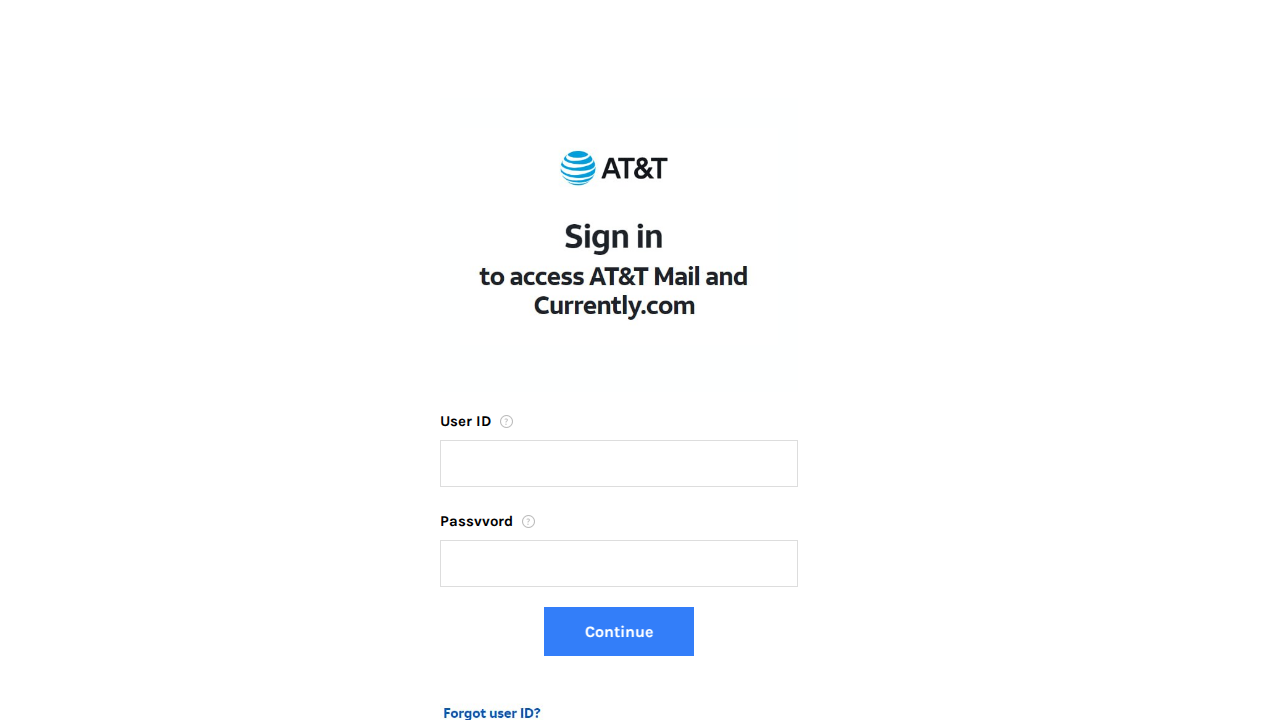 AT&T
Sign in
to access AT&T Mail and
Currently.com
User ID ?
Passvvord ?
Continue
Forgot user ID?